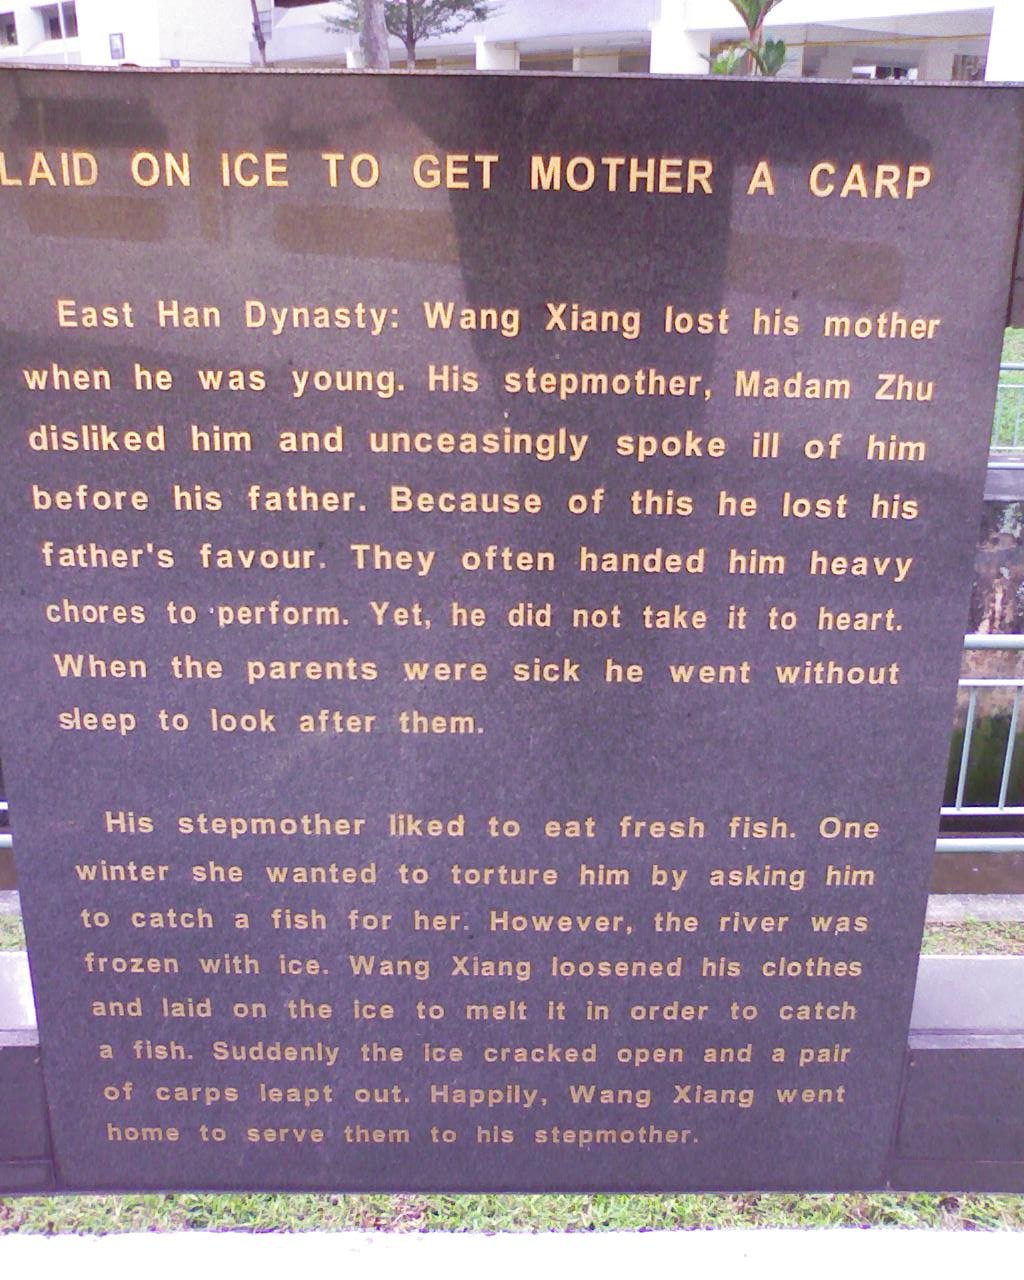 LAID ON ICE TO GET MOTHER A CARP
East Han Dynasty: Wang Xiang lost his mother
when he was young. His stepmother, Madam Zhu
disliked him and unceasingly spoke ill of him
before his father. Because of this he lost his
father's favour. They often handed him heavy
chores to perform. Yet, he did not take it to heart.
When the parents were sick he went without
sleep to look after them.
His stepmother liked to eat fresh fish. One
winter she wanted to torture him by asking him
to catch a fish for her. However, the river was
frozen with ice. Wang Xiang loosened his clothes
and laid on the ice to melt it in order to catch
a fish. Suddenly the ice cracked open and a pair
of carps leapt out. Happily, Wang Xiang went
home to serve them to his stepmother.